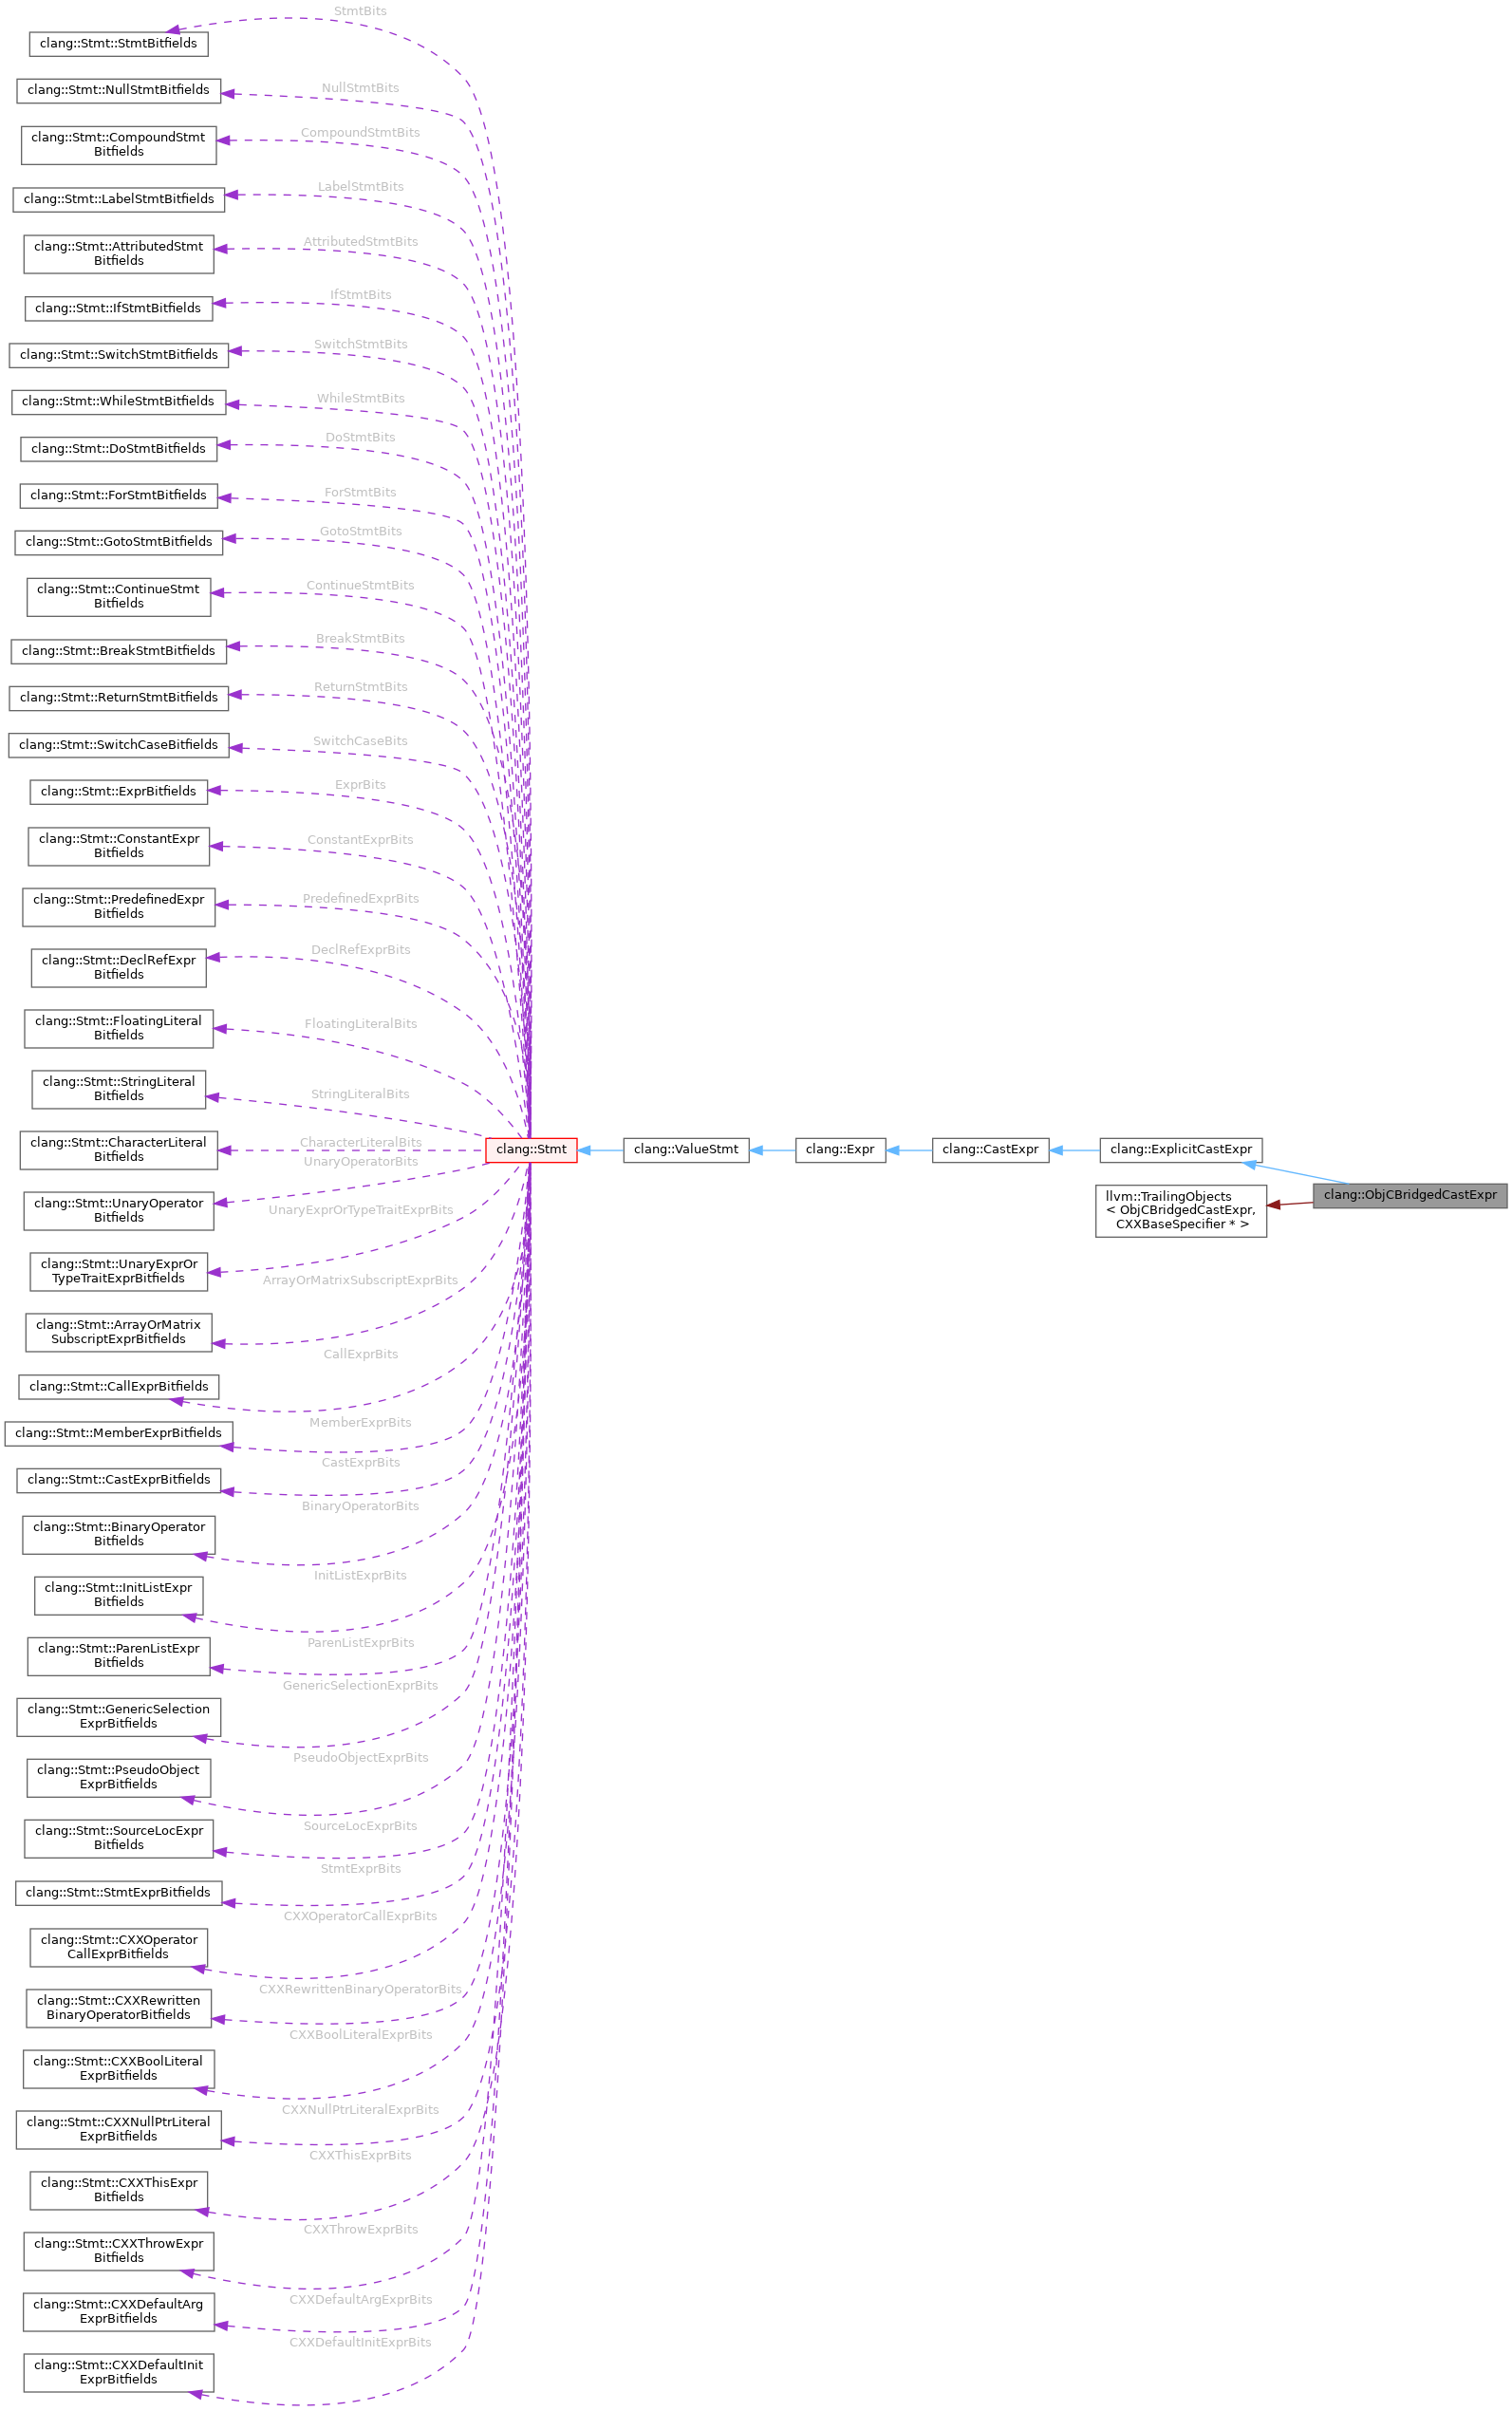 StmtBits
clang::Stmt::StmtBitfields
NullStmtBits
clang::Stmt::NullStmtBitfields
CompoundStmtBits
clang::Stmt::CompoundStmt
Bitfields
LabelStmtBits
clang::Stmt::LabelStmtBitfields
AttributedStmtBits
clang::Stmt::AttributedStmt
Bitfields
IfStmtBits
clang::Stmt::IfStmtBitfields
SwitchStmtBits
clang::Stmt::SwitchStmtBitfields
WhileStmtBits
clang::Stmt::WhileStmtBitfields
DoStmtBits
clang::Stmt::DoStmtBitfields
ForStmtBits
clang::Stmt::ForStmtBitfields
GotoStmtBits
clang::Stmt::GotoStmtBitfields
ContinueStmtBits
clang::Stmt::ContinueStmt
Bitfields
BreakStmtBits
clang::Stmt::BreakStmtBitfields
ReturnStmtBits
clang::Stmt::ReturnStmtBitfields
SwitchCaseBits
clang::Stmt::SwitchCaseBitfields
ExprBits
clang::Stmt::ExprBitfields
ConstantExprBits
clang::Stmt::ConstantExpr
Bitfields
PredefinedExprBits
clang::Stmt::PredefinedExpr
Bitfields
DeclRefExprBits
clang::Stmt::DeclRefExpr
Bitfields
FloatingLiteralBits
clang::Stmt::FloatingLiteral
Bitfields
StringLiteralBits
clang::Stmt::StringLiteral
Bitfields
CharacterLiteralBits
clang::Stmt::CharacterLiteral
Bitfields
clang::Stmt
clang::ValueStmt
clang::Expr
clang::CastExpr
clang::ExplicitCastExpr
clang::ObjCBridgedCastExpr
llvm::TrailingObjects
< ObjCBridgedCastExpr,
CXXBaseSpecifier * >
UnaryOperatorBits
clang::Stmt::UnaryOperator
Bitfields
UnaryExprOrTypeTraitExprBits
clang::Stmt::UnaryExprOr
TypeTraitExprBitfields
ArrayOrMatrixSubscriptExprBits
clang::Stmt::ArrayOrMatrix
SubscriptExprBitfields
CallExprBits
clang::Stmt::CallExprBitfields
MemberExprBits
clang::Stmt::MemberExprBitfields
CastExprBits
clang::Stmt::CastExprBitfields
BinaryOperatorBits
clang::Stmt::BinaryOperator
Bitfields
InitListExprBits
clang::Stmt::InitListExpr
Bitfields
ParenListExprBits
clang::Stmt::ParenListExpr
Bitfields
GenericSelectionExprBits
clang::Stmt::GenericSelection
ExprBitfields
PseudoObjectExprBits
clang::Stmt::PseudoObject
ExprBitfields
SourceLocExprBits
clang::Stmt::SourceLocExpr
Bitfields
StmtExprBits
clang::Stmt::StmtExprBitfields
CXXOperatorCallExprBits
clang::Stmt::CXXOperator
CallExprBitfields
CXXRewrittenBinaryOperatorBits
clang::Stmt::CXXRewritten
BinaryOperatorBitfields
CXXBoolLiteralExprBits
clang::Stmt::CXXBoolLiteral
ExprBitfields
CXXNullPtrLiteralExprBits
clang::Stmt::CXXNullPtrLiteral
ExprBitfields
CXXThisExprBits
clang::Stmt::CXXThisExpr
Bitfields
CXXThrowExprBits
clang::Stmt::CXXThrowExpr
Bitfields
CXXDefaultArgExprBits
clang::Stmt::CXXDefaultArg
ExprBitfields
CXXDefaultInitExprBits
clang::Stmt::CXXDefaultInit
ExprBitfields